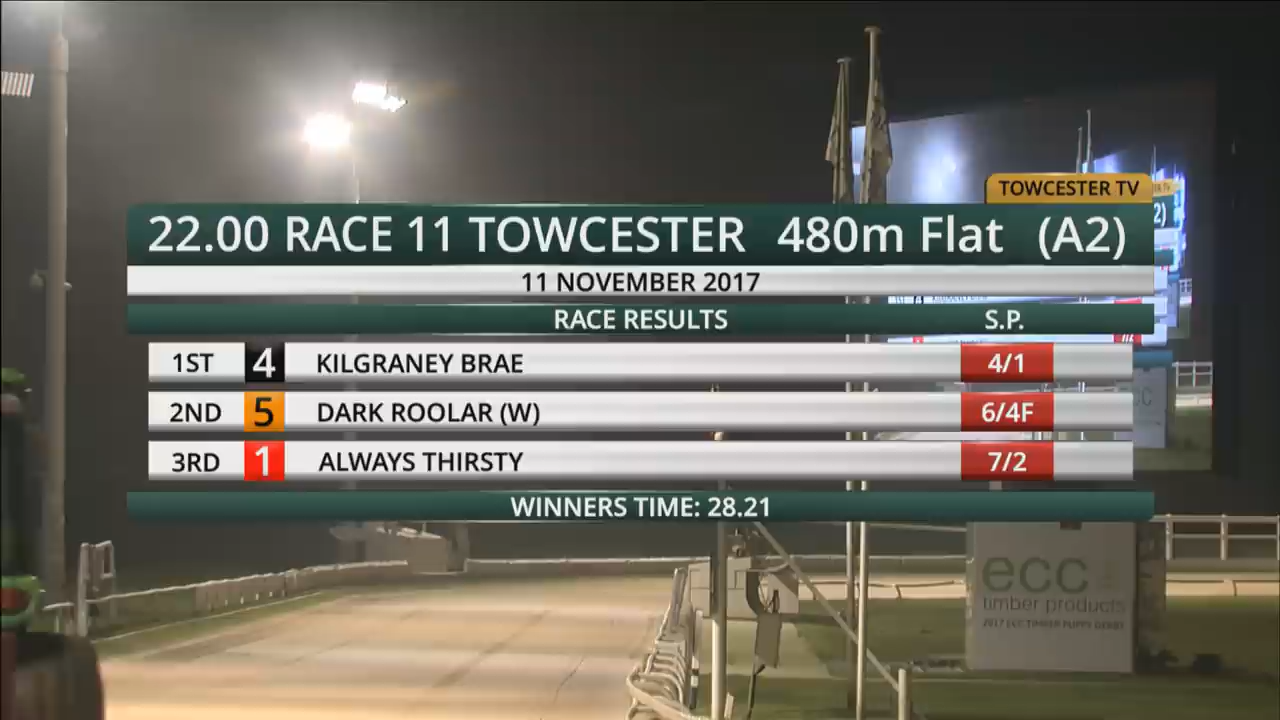 TOWCESTER TV
22.00 RACE 11 TOWCESTER 480m Flat (A2)
11 NOVEMBER 2017
RACE RESULTS S.P.
1ST 4 KILGRANEY BRAE 4/1
2ND 5 DARK ROOLAR (W) 6/4F
3RD 1 ALWAYS THIRSTY 7/2
WINNERS TIME: 28.21
ecc
timber products
2017 ECC TIMBER PUPPY DERBY